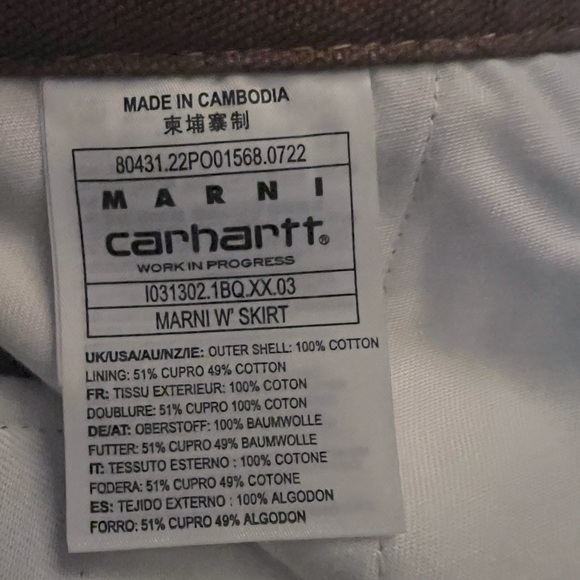 MADE IN CAMBODIA
柬埔寨制
80431.22PO01568.0722
MARNI
carhartt®
WORK IN PROGRESS
I031302.1BQ.XX.03
MARNI W' SKIRT
UK/USA/AU/NZ/IE: OUTER SHELL: 100% COTTON
LINING: 51% CUPRO 49% COTTON
FR: TISSU EXTERIEUR: 100% COTON
DOUBLURE: 51% CUPRO 100% COTON
DE/AT: OBERSTOFF: 100% BAUMWOLLE
FUTTER: 51% CUPRO 49% BAUMWOLLE
IT: TESSUTO ESTERNO : 100% COTONE
FODERA: 51% CUPRO 49% COTONE
ES: TEJIDO EXTERNO : 100% ALGODON
FORRO: 51% CUPRO 49% ALGODON